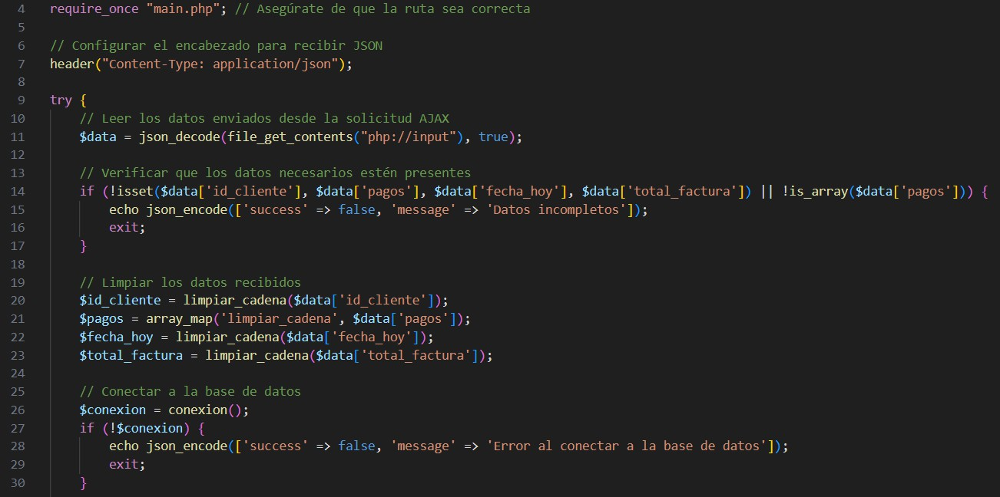 4 require_once "main.php"; // Asegúrate de que la ruta sea correcta
5
6 // Configurar el encabezado para recibir JSON
7 header("Content-Type: application/json");
8
9 try {
10     // Leer los datos enviados desde la solicitud AJAX
11     $data = json_decode(file_get_contents("php://input"), true);
12
13     // Verificar que los datos necesarios estén presentes
14     if (!isset($data['id_cliente'], $data['pagos'], $data['fecha_hoy'], $data['total_factura']) || !is_array($data['pagos'])) {
15         echo json_encode(['success' => false, 'message' => 'Datos incompletos']);
16         exit;
17     }
18
19     // Limpiar los datos recibidos
20     $id_cliente = limpiar_cadena($data['id_cliente']);
21     $pagos = array_map('limpiar_cadena', $data['pagos']);
22     $fecha_hoy = limpiar_cadena($data['fecha_hoy']);
23     $total_factura = limpiar_cadena($data['total_factura']);
24
25     // Conectar a la base de datos
26     $conexion = conexion();
27     if (!$conexion) {
28         echo json_encode(['success' => false, 'message' => 'Error al conectar a la base de datos']);
29         exit;
30     }